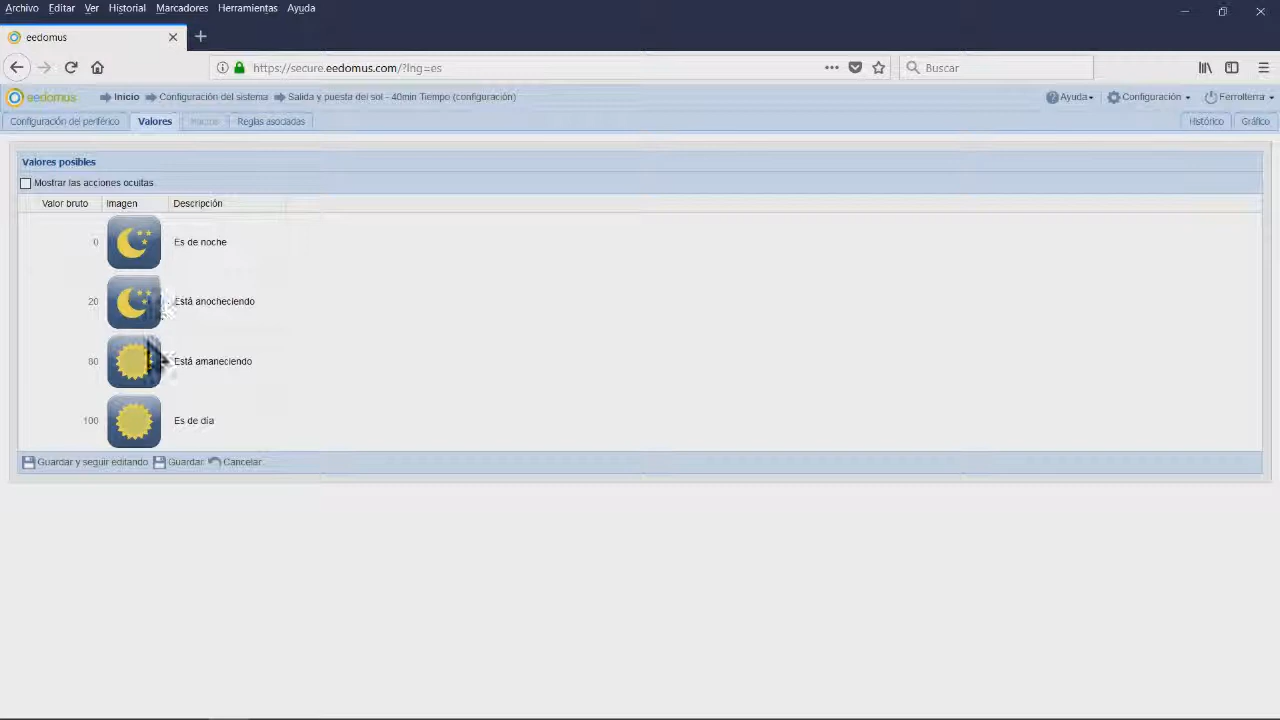 Archivo Editar Ver Historial Marcadores Herramientas Ayuda
eedomus
https://secure.eedomus.com/?lng=es
Buscar
eedomus Inicio Configuración del sistema Salida y puesta del sol - 40min Tiempo (configuración) Ayuda Configuración Ferrolterra
Configuración del periférico Valores Reglas asociadas Histórico Gráfico
Valores posibles
Mostrar las acciones ocultas
Valor bruto Imagen Descripción
0 Es de noche
20 Está anocheciendo
80 Está amaneciendo
100 Es de día
Guardar y seguir editando Guardar Cancelar